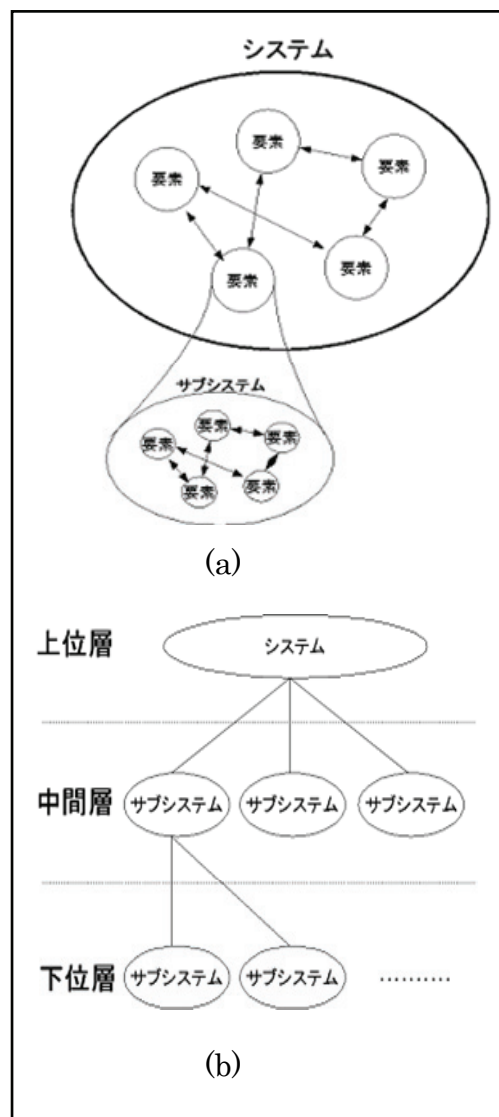 システム
要素
要素
要素
要素
要素
サブシステム
要素
要素
要素
要素
要素
(a)
上位層
システム
中間層
サブシステム サブシステム サブシステム
下位層
サブシステム サブシステム ··········
(b)